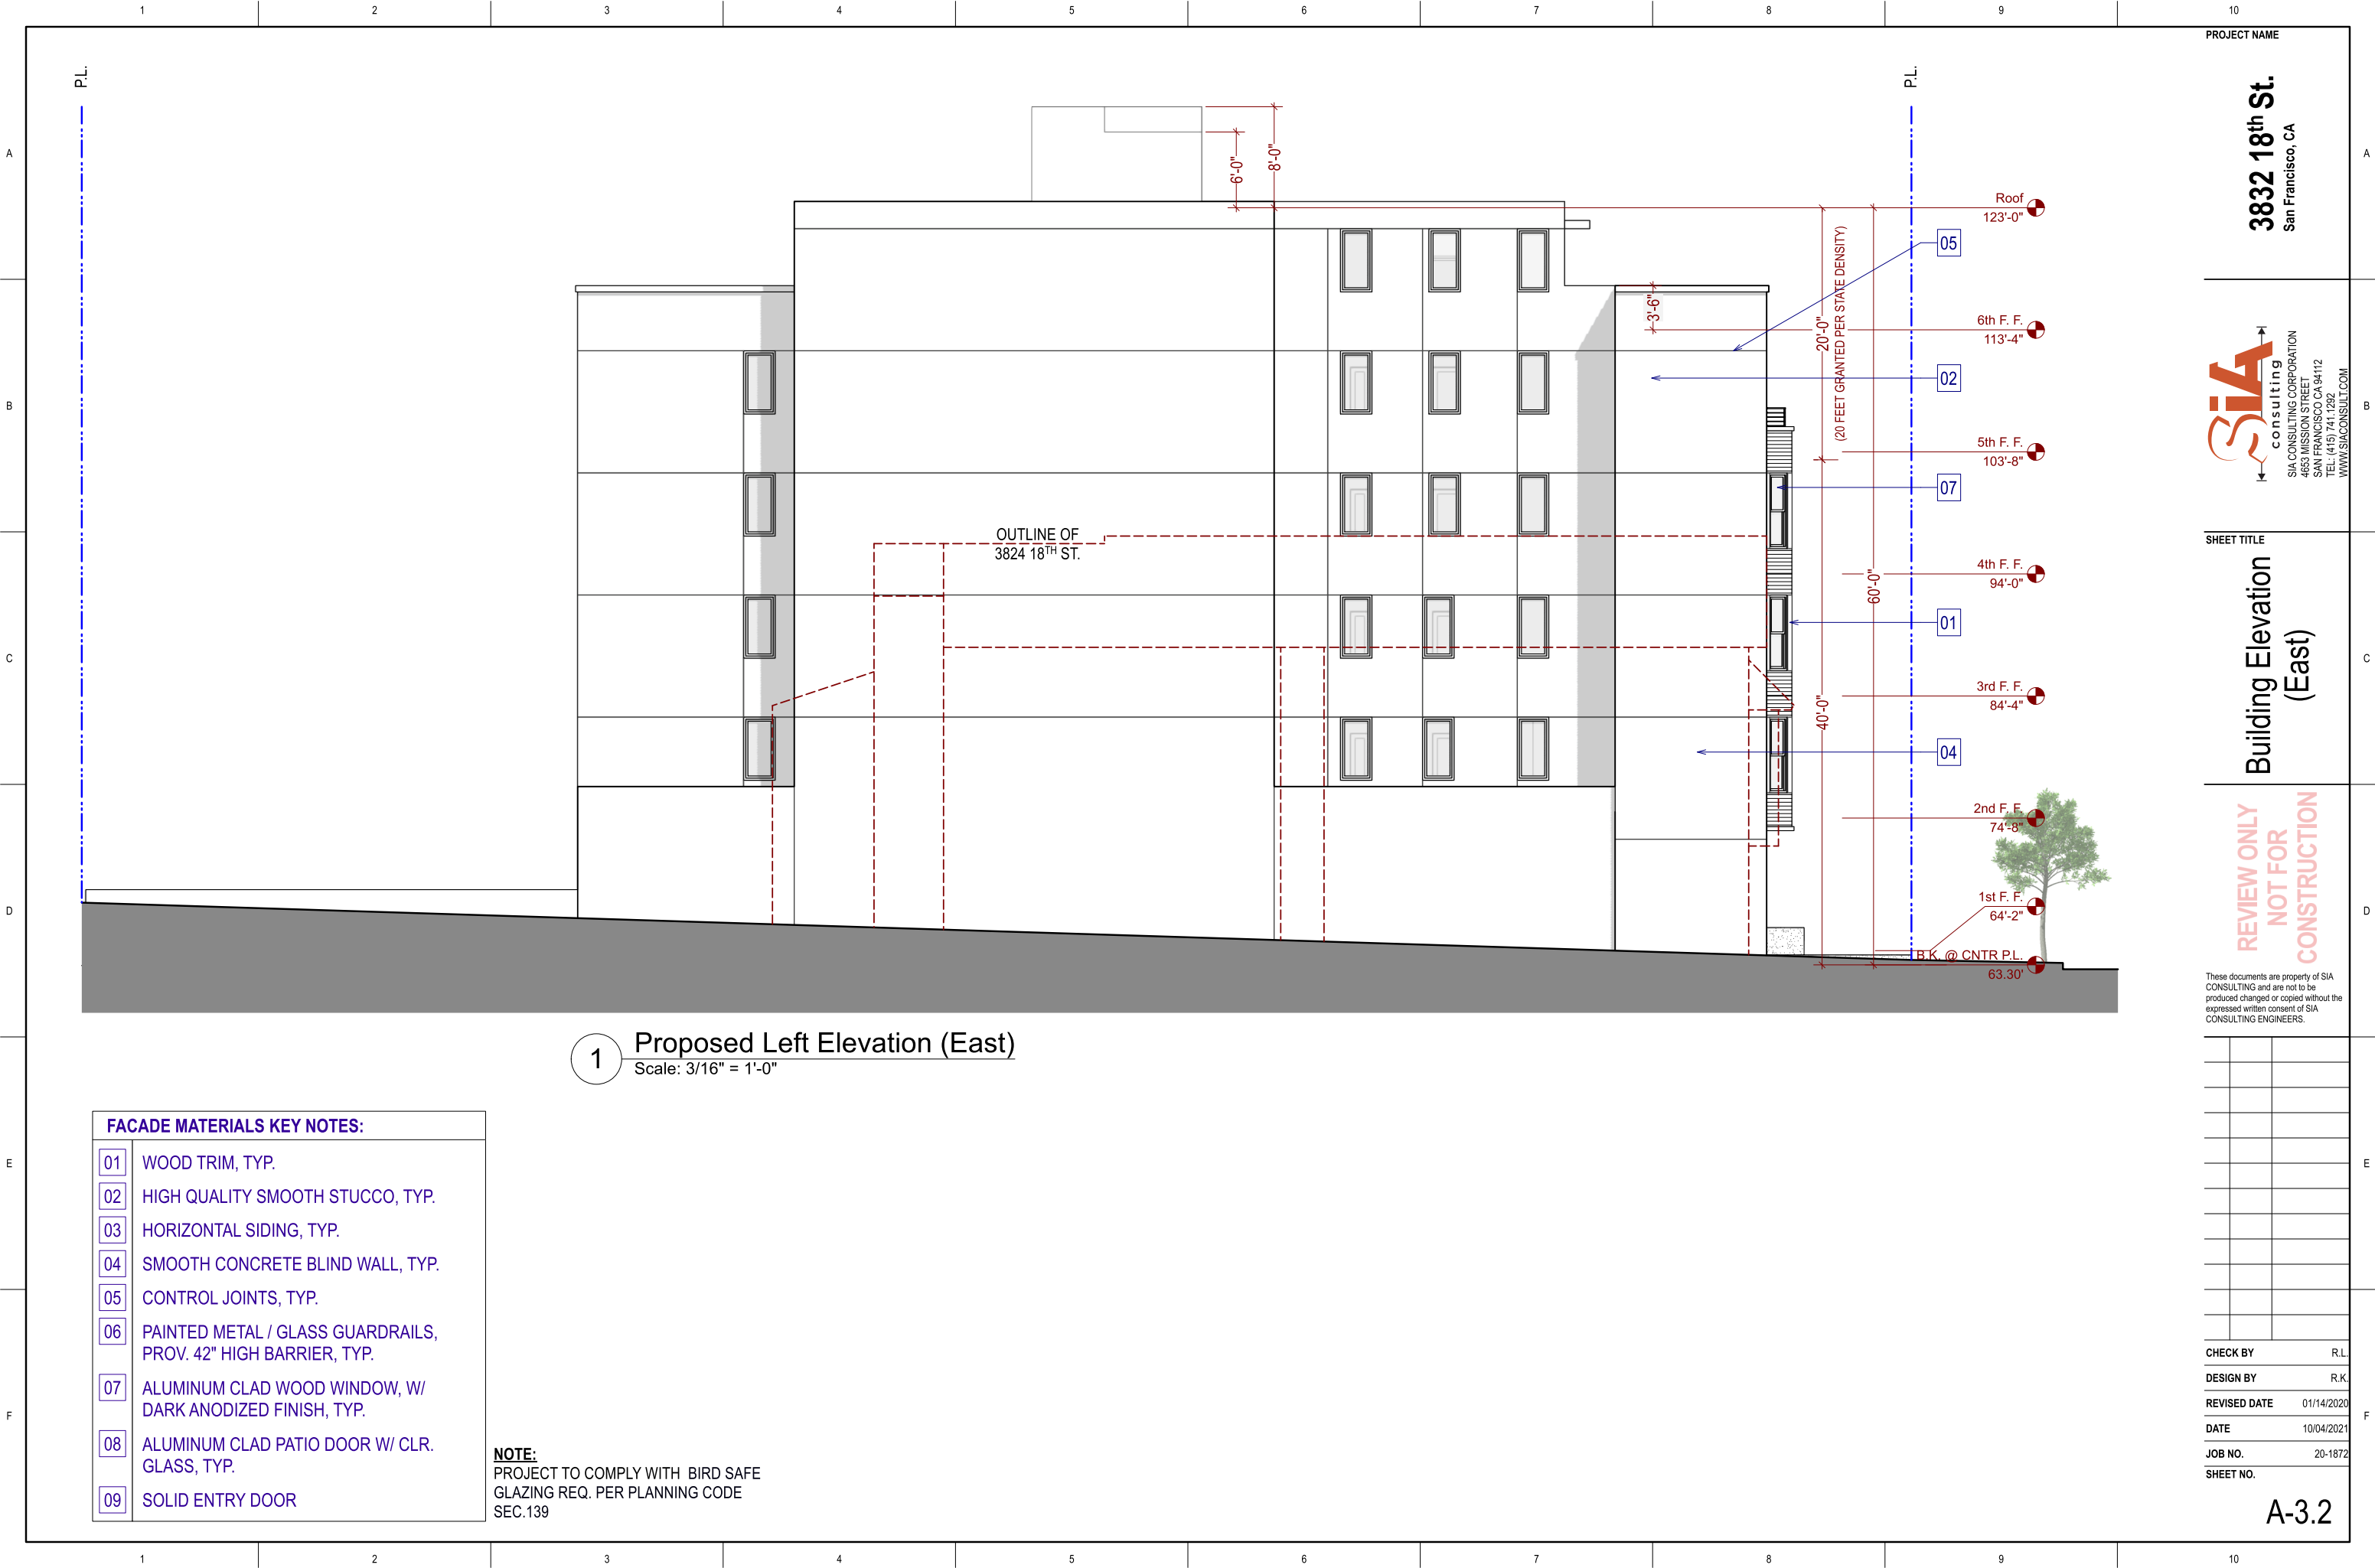 1 2 3 4 5 6 7 8 9 10
A
B
C
D
E
F
P.L.
P.L.
6'-0"
8'-0"
3'-6"
20'-0"
(20 FEET GRANTED PER STATE DENSITY)
40'-0"
60'-0"
Roof
123'-0"
05
6th F. F.
113'-4"
02
5th F. F.
103'-8"
07
4th F. F.
94'-0"
01
3rd F. F.
84'-4"
04
2nd F. F.
74'-8"
1st F. F.
64'-2"
B.K. @ CNTR P.L.
63.30'
OUTLINE OF
3824 18TH ST.
1
Proposed Left Elevation (East)
Scale: 3/16" = 1'-0"
FACADE MATERIALS KEY NOTES:
01 WOOD TRIM, TYP.
02 HIGH QUALITY SMOOTH STUCCO, TYP.
03 HORIZONTAL SIDING, TYP.
04 SMOOTH CONCRETE BLIND WALL, TYP.
05 CONTROL JOINTS, TYP.
06 PAINTED METAL / GLASS GUARDRAILS,
PROV. 42" HIGH BARRIER, TYP.
07 ALUMINUM CLAD WOOD WINDOW, W/
DARK ANODIZED FINISH, TYP.
08 ALUMINUM CLAD PATIO DOOR W/ CLR.
GLASS, TYP.
09 SOLID ENTRY DOOR
NOTE:
PROJECT TO COMPLY WITH BIRD SAFE
GLAZING REQ. PER PLANNING CODE
SEC.139
PROJECT NAME
3832 18th St.
San Francisco, CA
SiA
consulting
SIA CONSULTING CORPORATION
4653 MISSION STREET
SAN FRANCISCO CA 94112
TEL: (415) 741.1292
WWW.SIACONSULT.COM
SHEET TITLE
Building Elevation
(East)
REVIEW ONLY
NOT FOR
CONSTRUCTION
These documents are property of SIA
CONSULTING and are not to be
produced changed or copied without the
expressed written consent of SIA
CONSULTING ENGINEERS.
CHECK BY R.L.
DESIGN BY R.K.
REVISED DATE 01/14/2020
DATE 10/04/2021
JOB NO. 20-1872
SHEET NO.
A-3.2
A
B
C
D
E
F
1 2 3 4 5 6 7 8 9 10